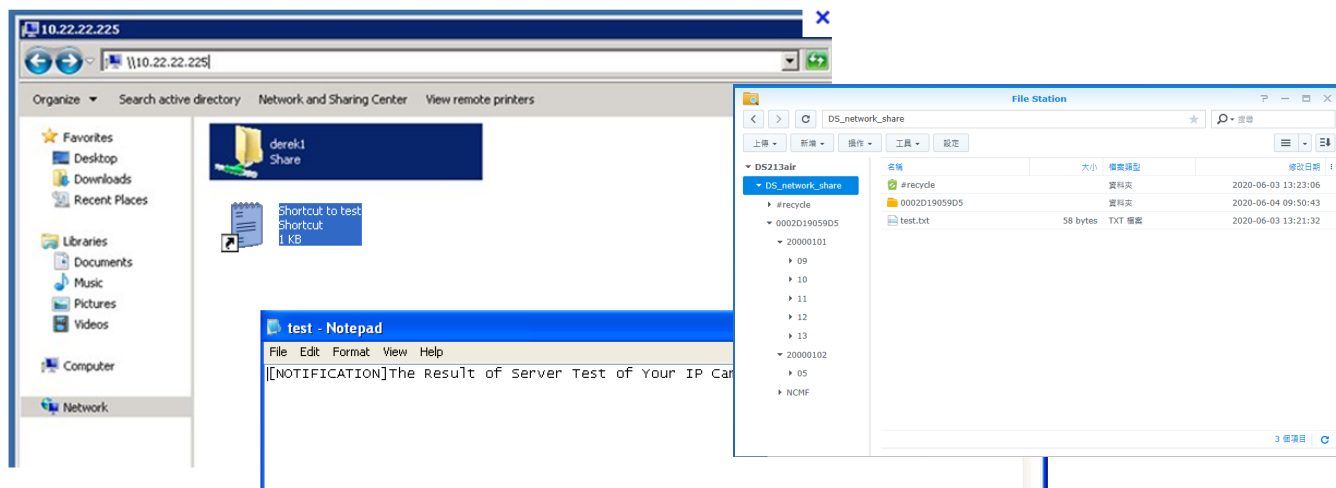 10.22.22.225
\\10.22.22.225
Organize Search active directory Network and Sharing Center View remote printers
Favorites
Desktop
Downloads
Recent Places
Libraries
Documents
Music
Pictures
Videos
Computer
Network
derek1
Share
Shortcut to test
Shortcut
1 KB
test - Notepad
File Edit Format View Help
[NOTIFICATION]The Result of Server Test of Your IP Cam
File Station
DS_network_share
搜尋
上傳 新增 操作 工具 設定
DS213air
DS_network_share
#recycle
0002D19059D5
20000101
09
10
11
12
13
20000102
05
NCMF
名稱 大小 檔案類型 修改日期
#recycle 資料夾 2020-06-03 13:23:06
0002D19059D5 資料夾 2020-06-04 09:50:43
test.txt 58 bytes TXT 檔案 2020-06-03 13:21:32
3 個項目